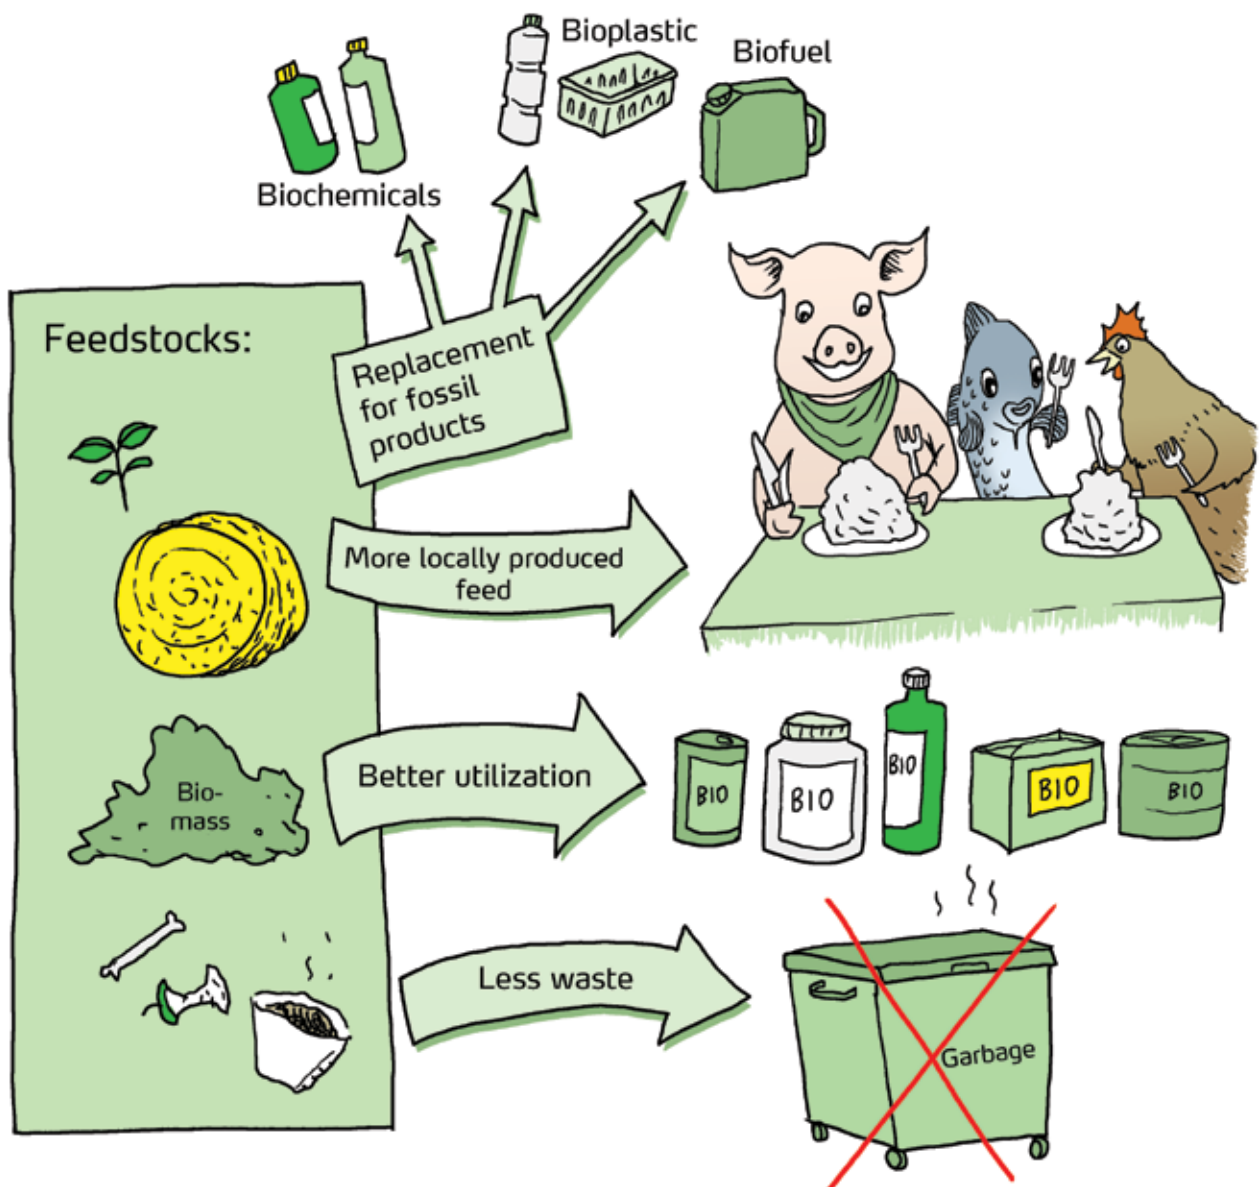 Bioplastic
Biofuel
Biochemicals
Feedstocks:
Replacement
for fossil
products
More locally produced
feed
Better utilization
Bio-
mass
BIO
BIO
BIO
BIO
BIO
Less waste
Garbage